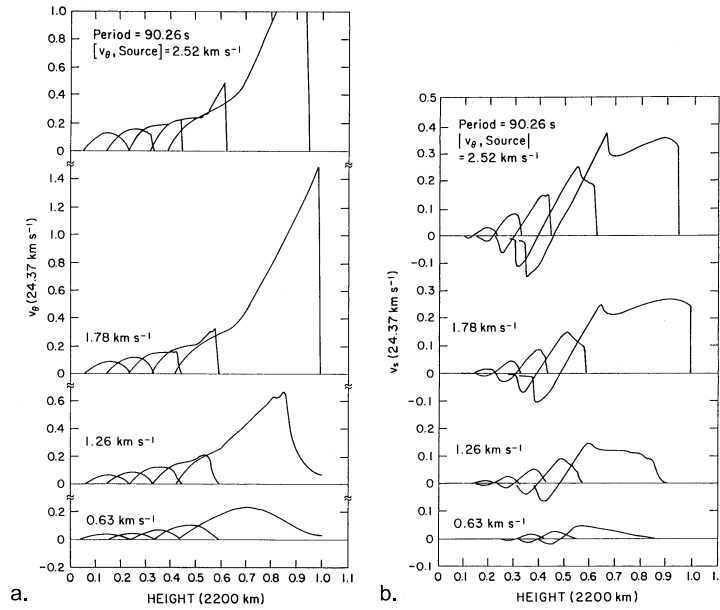 1.0
Period = 90.26 s
[vθ, Source] = 2.52 km s⁻¹
0.8
0.6
0.4
0.2
0
1.4
1.2
1.0
0.8
0.6
0.4
0.2
0
1.78 km s⁻¹
vθ (24.37 km s⁻¹)
0.6
0.4
0.2
0
1.26 km s⁻¹
0.2
0
-0.2
0.63 km s⁻¹
0 0.1 0.2 0.3 0.4 0.5 0.6 0.7 0.8 0.9 1.0 1.1
HEIGHT (2200 km)
a.
0.5
0.4
0.3
0.2
0.1
0
-0.1
Period = 90.26 s
|vθ, Source|
= 2.52 km s⁻¹
0.3
0.2
0.1
0
-0.1
1.78 km s⁻¹
vs (24.37 km s⁻¹)
0.2
0.1
0
1.26 km s⁻¹
0.1
0
0.1
0.63 km s⁻¹
0 0.1 0.2 0.3 0.4 0.5 0.6 0.7 0.8 0.9 1.0 1.
HEIGHT (2200 km)
b.